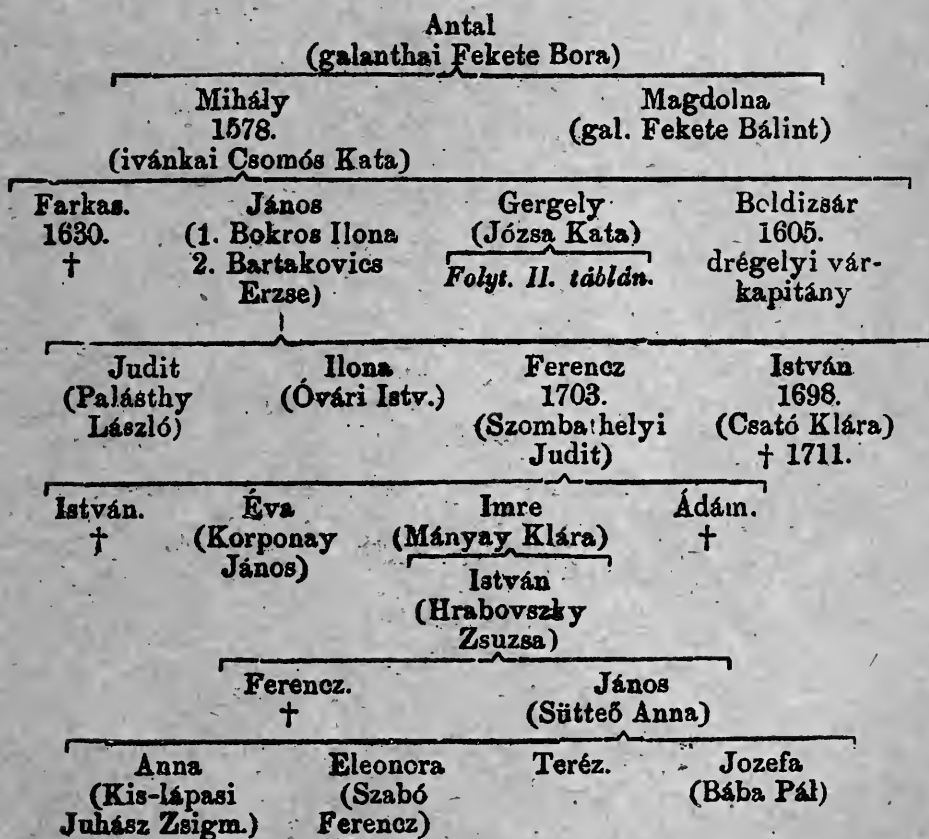 Antal
(galanthai Fekete Bora)
Mihály Magdolna
1578. (gal. Fekete Bálint)
(ivánkai Csomós Kata)
Farkas. János Gergely Boldizsár
1630. (1. Bokros Ilona (Józsa Kata) 1605.
† 2. Bartakovics Folyt. II. táblán. drégelyi vár-
Erzse) kapitány
Judit Ilona Ferencz István
(Palásthy (Óvári Istv.) 1703. 1698.
László) (Szombathelyi (Csató Klára)
Judit) † 1711.
István. Éva Imre Ádám.
† (Korponay (Mányay Klára) †
János)
István
(Hrabovszky
Zsuzsa)
Ferencz. János
† (Sütteő Anna)
Anna Eleonora Teréz. Jozefa
(Kis-lápasi (Szabó (Bába Pál)
Juhász Zsigm.) Ferencz)